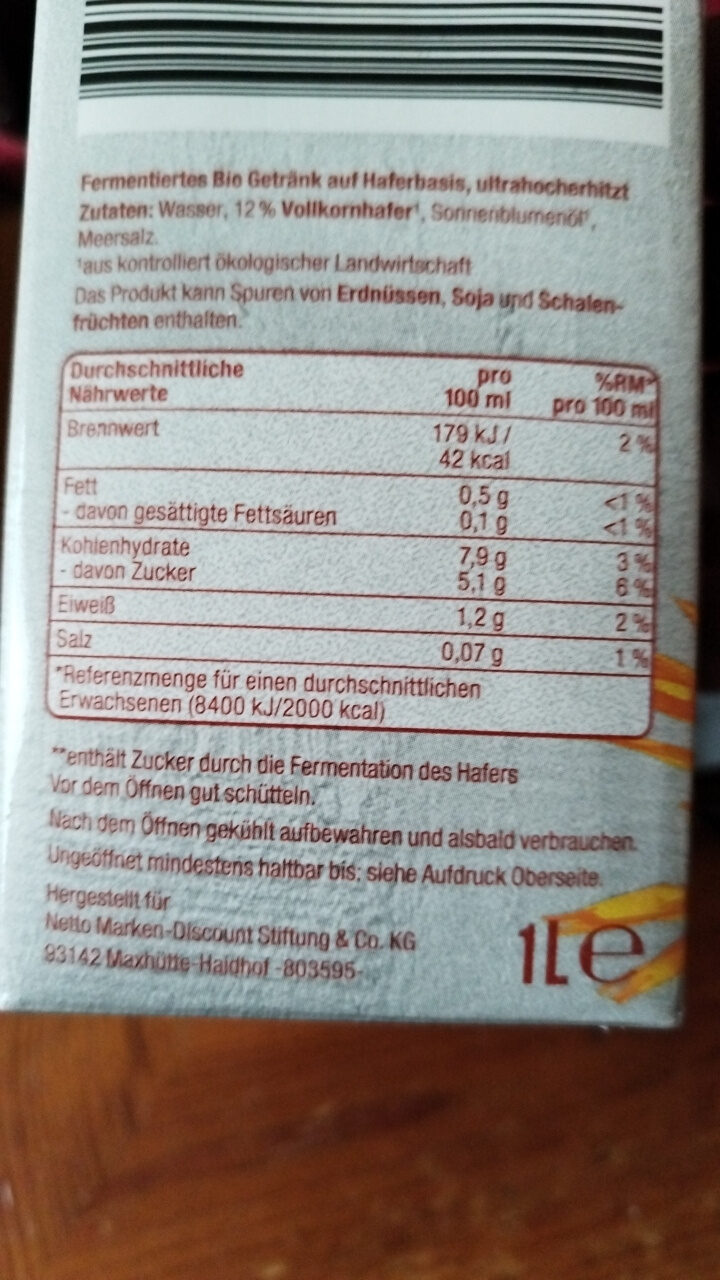 Fermentiertes Bio Getränk auf Haferbasis, ultrahocherhitzt
Zutaten: Wasser, 12 % Vollkornhafer¹, Sonnenblumenöl¹,
Meersalz.
¹aus kontrolliert ökologischer Landwirtschaft
Das Produkt kann Spuren von Erdnüssen, Soja und Schalen-
früchten enthalten.
Durchschnittliche Nährwerte pro 100 ml %RM* pro 100 ml
Brennwert 179 kJ / 42 kcal 2 %
Fett 0,5 g <1 %
- davon gesättigte Fettsäuren 0,1 g <1 %
Kohlenhydrate 7,9 g 3 %
- davon Zucker 5,1 g 6 %
Eiweiß 1,2 g 2 %
Salz 0,07 g 1 %
*Referenzmenge für einen durchschnittlichen
Erwachsenen (8400 kJ/2000 kcal)
**enthält Zucker durch die Fermentation des Hafers
Vor dem Öffnen gut schütteln.
Nach dem Öffnen gekühlt aufbewahren und alsbald verbrauchen.
Ungeöffnet mindestens haltbar bis: siehe Aufdruck Oberseite.
Hergestellt für
Netto Marken-Discount Stiftung & Co. KG
93142 Maxhütte-Haidhof -803595-
1L e